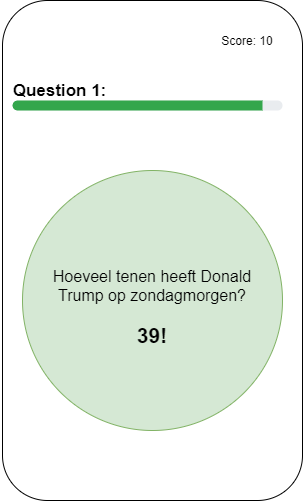 Score: 10
Question 1:
Hoeveel tenen heeft Donald
Trump op zondagmorgen?
39!